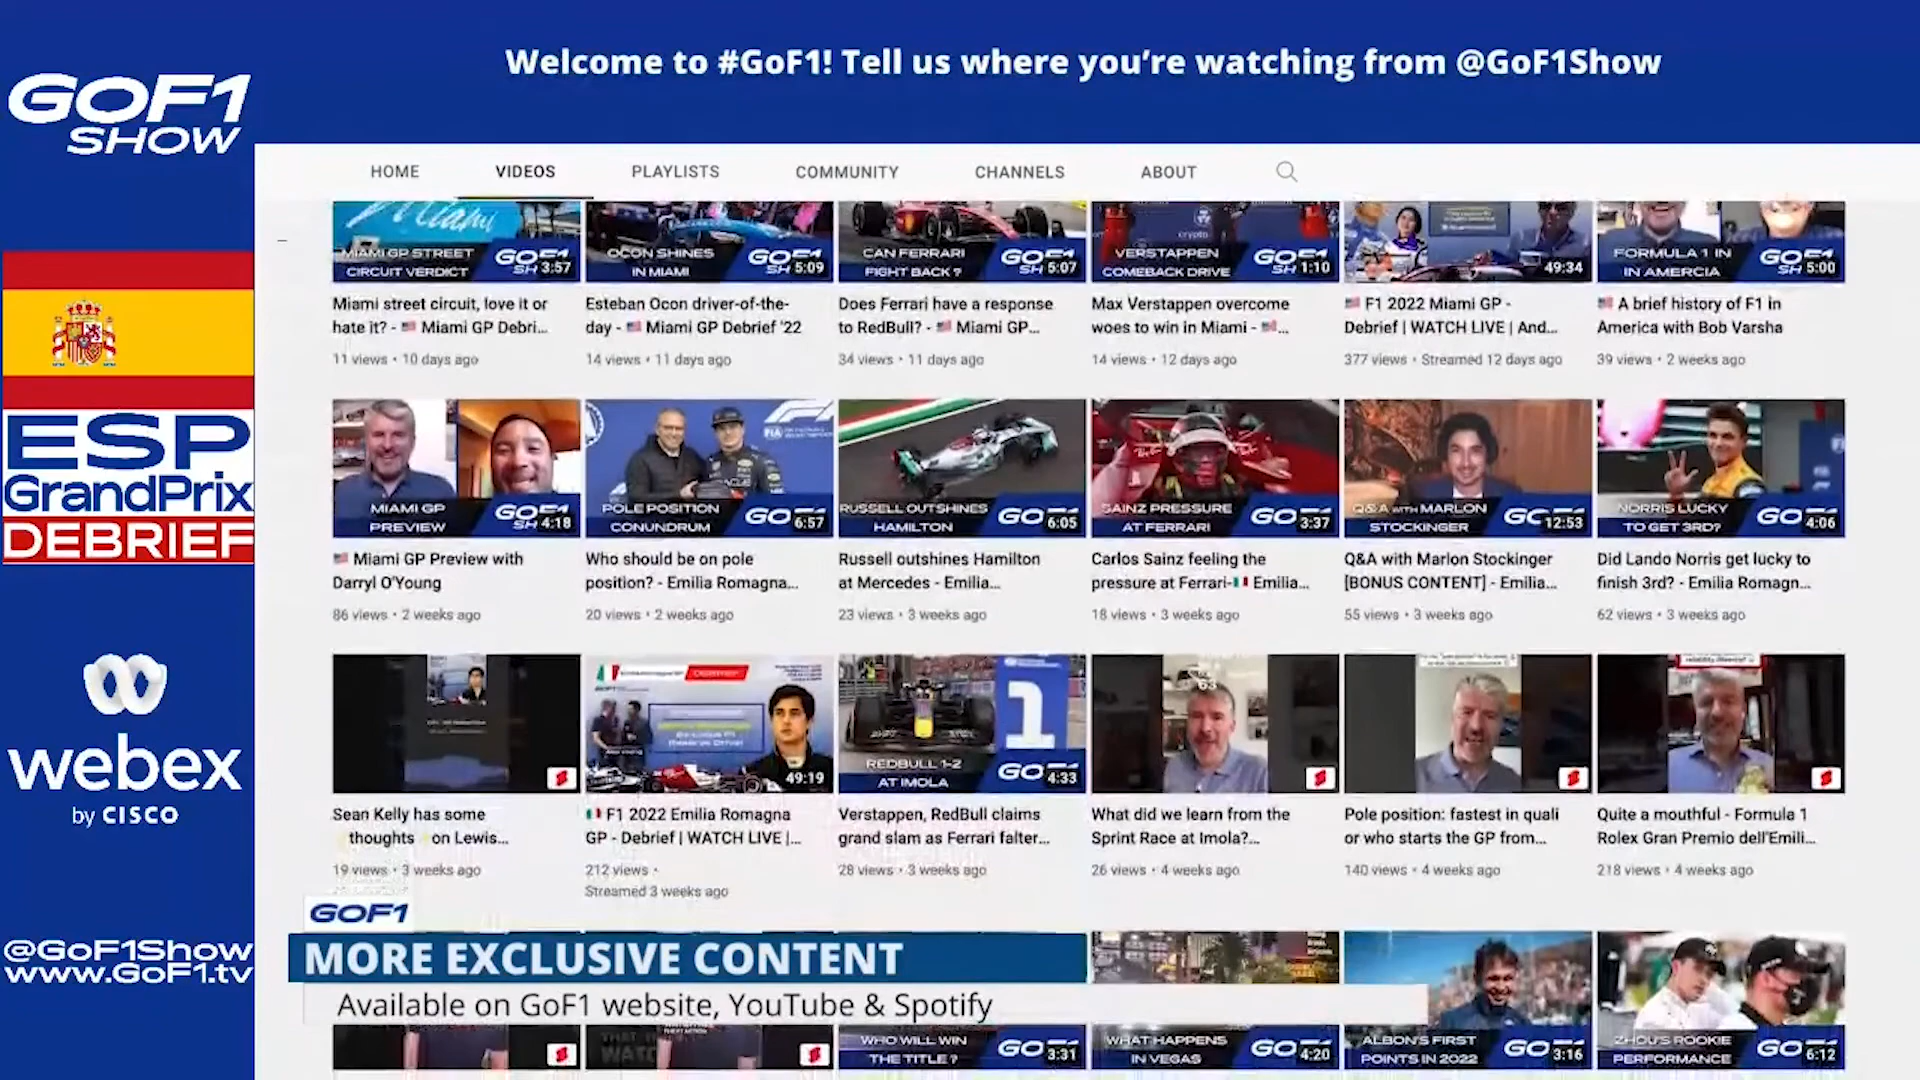 Welcome to #GoF1! Tell us where you're watching from @GoF1Show
GOF1
SHOW
ESP
GrandPrix
DEBRIEF
webex
by CISCO
@GoF1Show
www.GoF1.tv
HOME VIDEOS PLAYLISTS COMMUNITY CHANNELS ABOUT
Miami
MIAMI GP STREET
CIRCUIT VERDICT
3:57
OCON SHINES
IN MIAMI
5:09
CAN FERRARI
FIGHT BACK ?
5:07
crypto
VERSTAPPEN
COMEBACK DRIVE
1:10
49:34
FORMULA 1 IN
IN AMERCIA
5:00
Miami street circuit, love it or
hate it? - Miami GP Debri...
11 views • 10 days ago
Esteban Ocon driver-of-the-
day - Miami GP Debrief '22
14 views • 11 days ago
Does Ferrari have a response
to RedBull? - Miami GP...
34 views • 11 days ago
Max Verstappen overcome
woes to win in Miami - ...
14 views • 12 days ago
F1 2022 Miami GP -
Debrief | WATCH LIVE | And...
377 views • Streamed 12 days ago
A brief history of F1 in
America with Bob Varsha
39 views • 2 weeks ago
MIAMI GP
PREVIEW
4:18
POLE POSITION
CONUNDRUM
6:57
RUSSELL OUTSHINES
HAMILTON
6:05
SAINZ PRESSURE
AT FERRARI
3:37
Q&A WITH MARLON
STOCKINGER
12:53
NORRIS LUCKY
TO GET 3RD?
4:06
Miami GP Preview with
Darryl O'Young
86 views • 2 weeks ago
Who should be on pole
position? - Emilia Romagna...
20 views • 2 weeks ago
Russell outshines Hamilton
at Mercedes - Emilia...
23 views • 3 weeks ago
Carlos Sainz feeling the
pressure at Ferrari- Emilia...
18 views • 3 weeks ago
Q&A with Marlon Stockinger
[BONUS CONTENT] - Emilia...
55 views • 3 weeks ago
Did Lando Norris get lucky to
finish 3rd? - Emilia Romagn...
62 views • 3 weeks ago
49:19
REDBULL 1-2
AT IMOLA
4:33
1
63
Sean Kelly has some
thoughts on Lewis...
19 views • 3 weeks ago
F1 2022 Emilia Romagna
GP - Debrief | WATCH LIVE |...
212 views •
Streamed 3 weeks ago
Verstappen, RedBull claims
grand slam as Ferrari falter...
28 views • 3 weeks ago
What did we learn from the
Sprint Race at Imola?...
26 views • 4 weeks ago
Pole position: fastest in quali
or who starts the GP from...
140 views • 4 weeks ago
Quite a mouthful - Formula 1
Rolex Gran Premio dell'Emili...
218 views • 4 weeks ago
GOF1
MORE EXCLUSIVE CONTENT
Available on GoF1 website, YouTube & Spotify
WHO WILL WIN
THE TITLE ?
3:31
WHAT HAPPENS
IN VEGAS
4:20
ALBON'S FIRST
POINTS IN 2022
3:16
ZHOU'S ROOKIE
PERFORMANCE
6:12